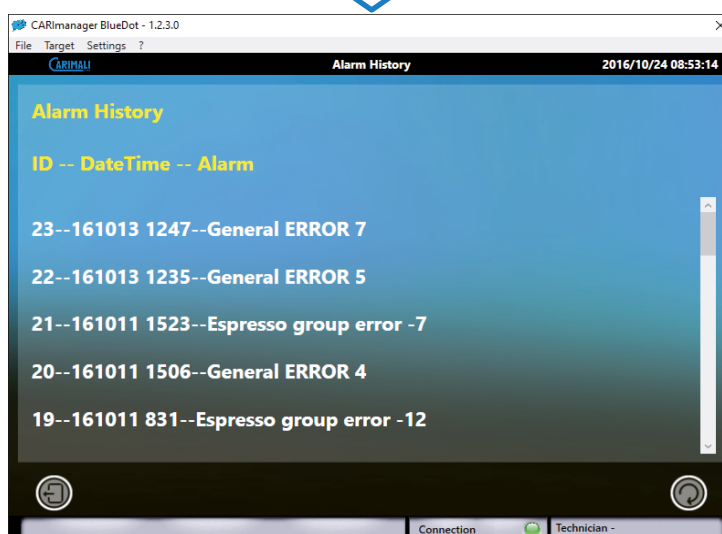 CARImanager BlueDot - 1.2.3.0
File Target Settings ?
CARIMALI Alarm History 2016/10/24 08:53:14
Alarm History
ID -- DateTime -- Alarm
23--161013 1247--General ERROR 7
22--161013 1235--General ERROR 5
21--161011 1523--Espresso group error -7
20--161011 1506--General ERROR 4
19--161011 831--Espresso group error -12
Connection Technician -